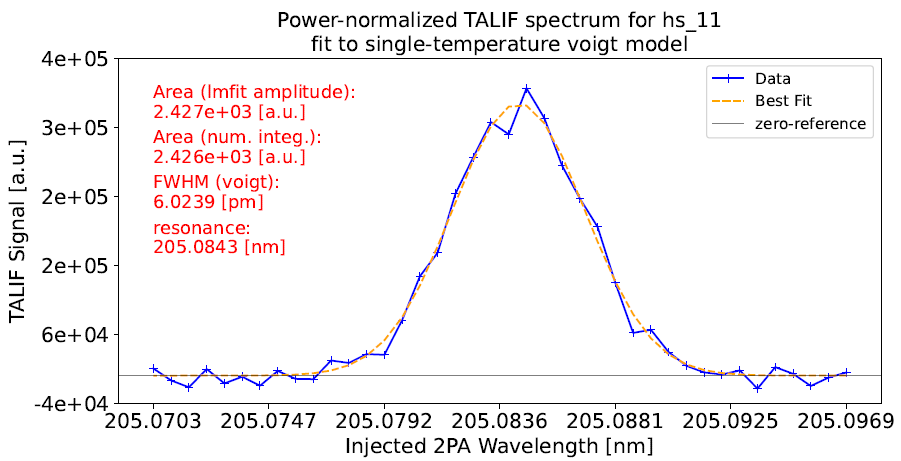 Power-normalized TALIF spectrum for hs_11
fit to single-temperature voigt model
4e+05
3e+05
2e+05
2e+05
6e+04
-4e+04
TALIF Signal [a.u.]
Area (lmfit amplitude):
2.427e+03 [a.u.]
Area (num. integ.):
2.426e+03 [a.u.]
FWHM (voigt):
6.0239 [pm]
resonance:
205.0843 [nm]
Data
Best Fit
zero-reference
205.0703 205.0747 205.0792 205.0836 205.0881 205.0925 205.0969
Injected 2PA Wavelength [nm]